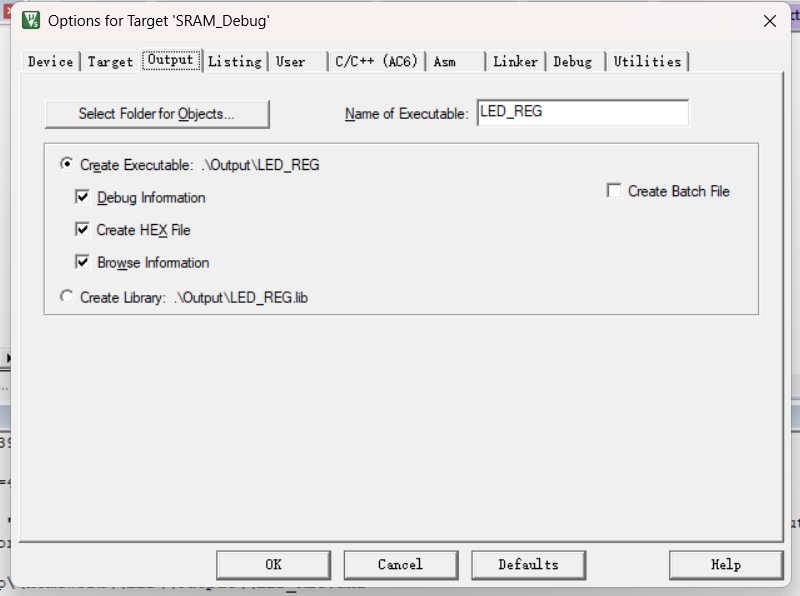 Options for Target 'SRAM_Debug'
Device Target Output Listing User C/C++ (AC6) Asm Linker Debug Utilities
Select Folder for Objects... Name of Executable: LED_REG
Create Executable: .\Output\LED_REG
Debug Information Create Batch File
Create HEX File
Browse Information
Create Library: .\Output\LED_REG.lib
OK Cancel Defaults Help